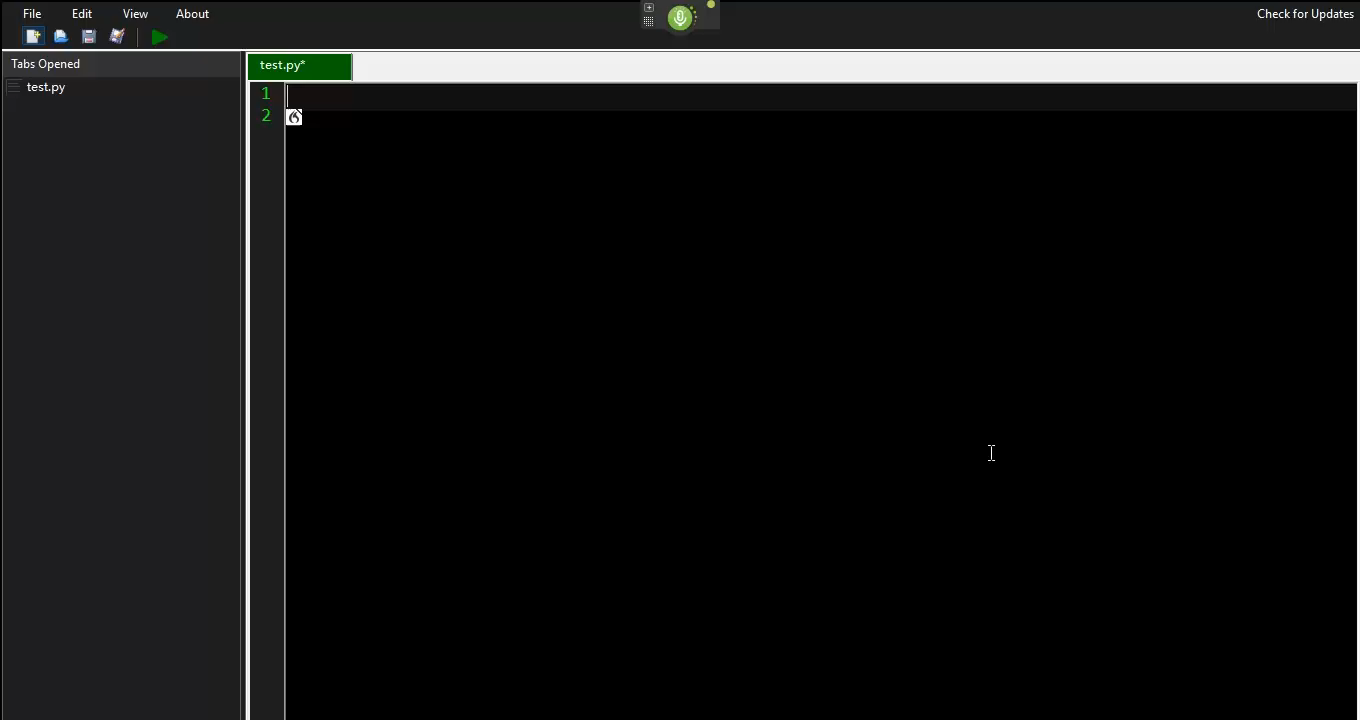 File Edit View About Check for Updates
Tabs Opened
test.py
test.py*
1
2